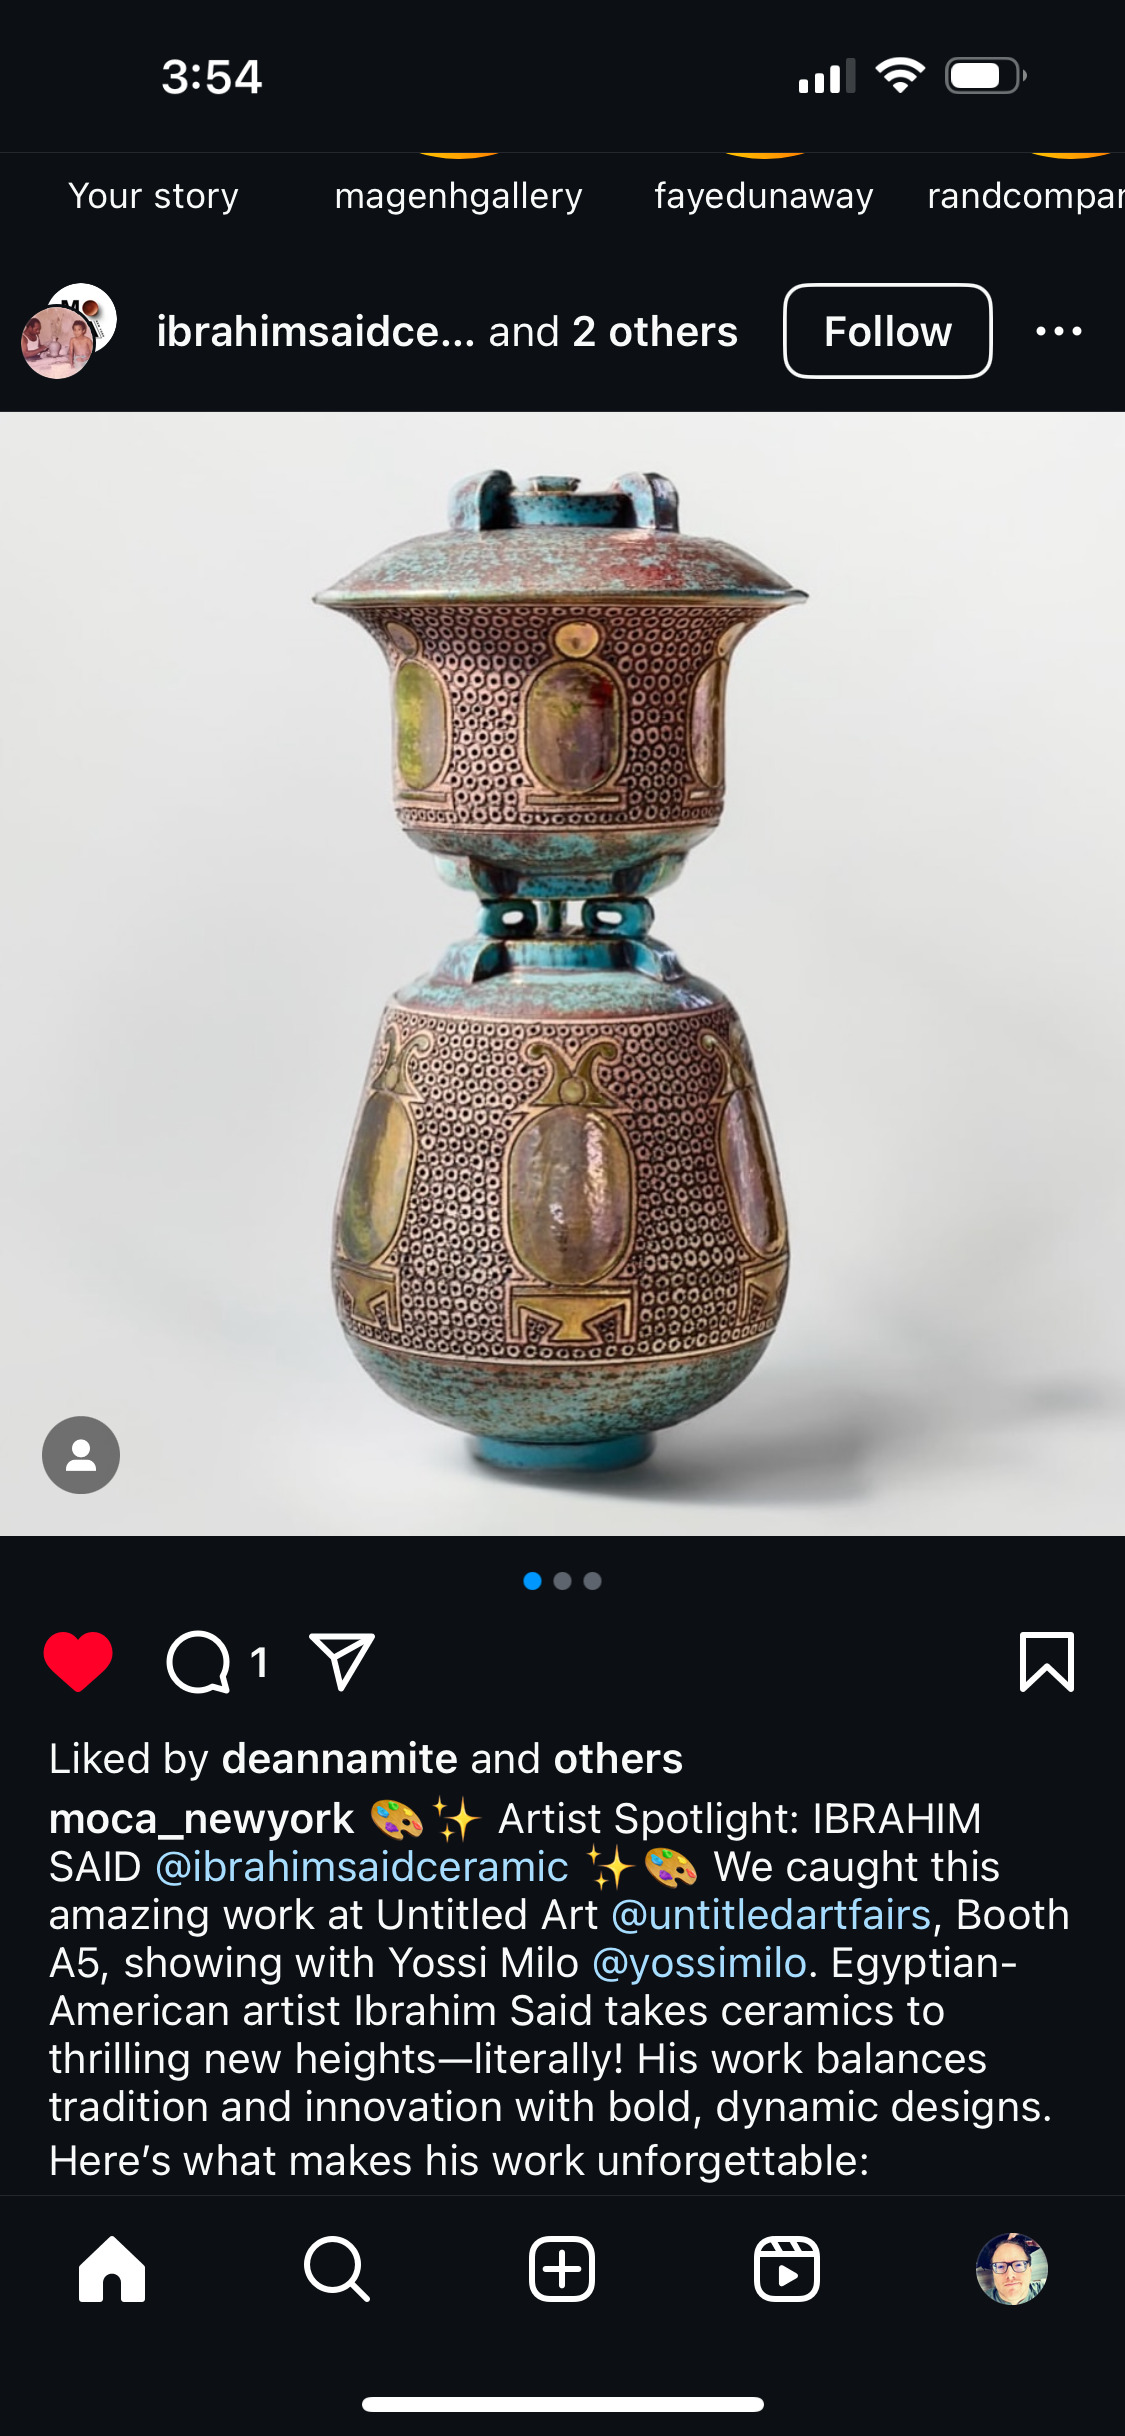 3:54
Your story
magenhgallery
fayedunaway
randcompar
ibrahimsaidce... and 2 others
Follow
1
Liked by deannamite and others
moca_newyork 🎨✨ Artist Spotlight: IBRAHIM
SAID @ibrahimsaidceramic ✨🎨 We caught this
amazing work at Untitled Art @untitledartfairs, Booth
A5, showing with Yossi Milo @yossimilo. Egyptian-
American artist Ibrahim Said takes ceramics to
thrilling new heights—literally! His work balances
tradition and innovation with bold, dynamic designs.
Here’s what makes his work unforgettable: